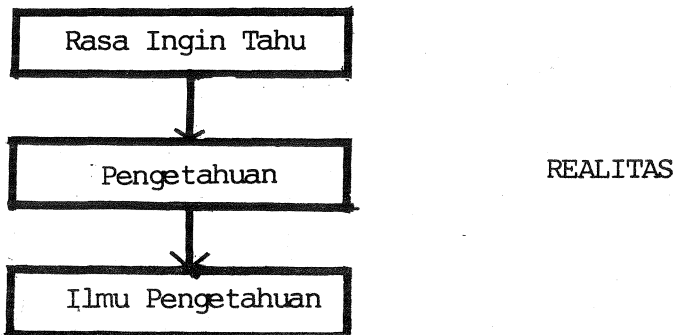 Rasa Ingin Tahu
Pengetahuan
REALITAS
Ilmu Pengetahuan